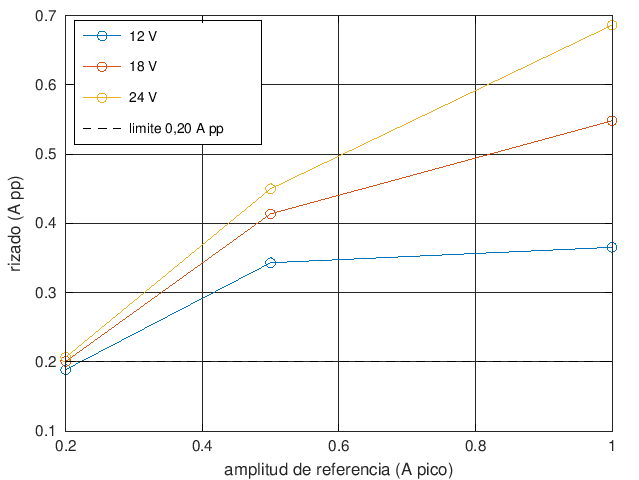 0.7
0.6
0.5
0.4
0.3
0.2
0.1
rizado (A pp)
12 V
18 V
24 V
limite 0,20 A pp
0.2 0.4 0.6 0.8 1
amplitud de referencia (A pico)